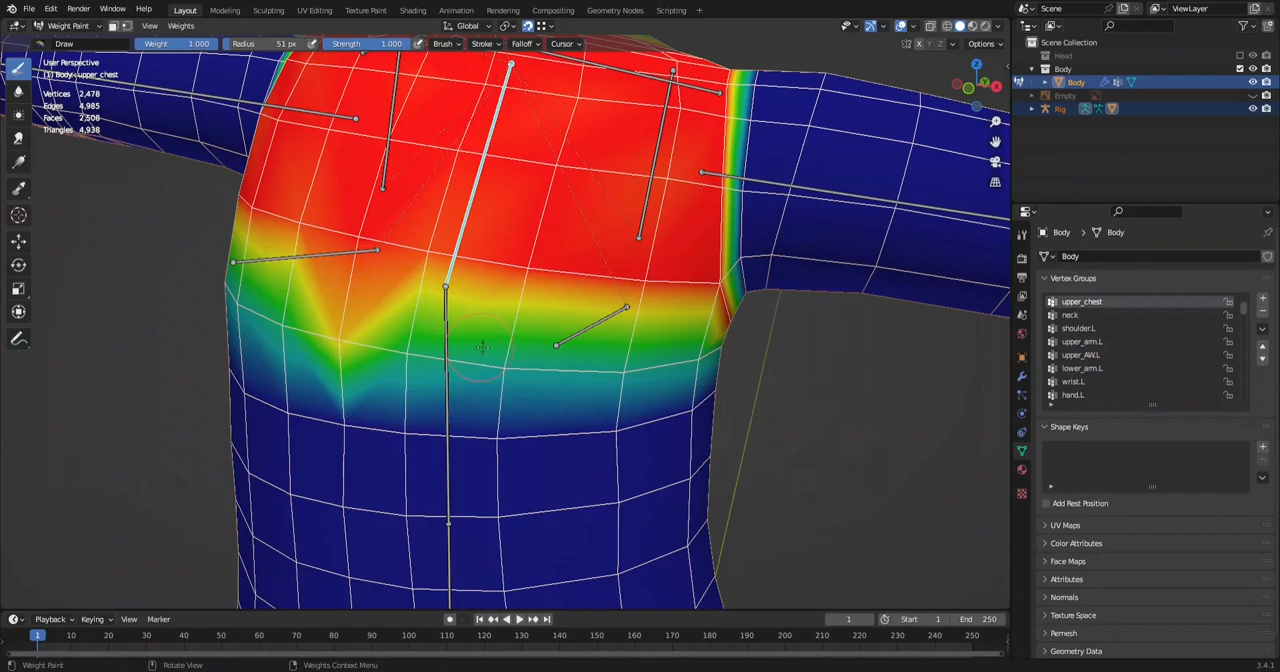 File Edit Render Window Help Layout Modeling Sculpting UV Editing Texture Paint Shading Animation Rendering Compositing Geometry Nodes Scripting + Scene ViewLayer
Weight Paint View Weights Global
Draw Weight 1.000 Radius 51 px Strength 1.000 Brush Stroke Falloff Cursor X Y Z Options
User Perspective
(1) Body : upper_chest
Vertices 2,478
Edges 4,985
Faces 2,508
Triangles 4,938
Z
Y
X
Scene Collection
Head
Body
Body
Empty
Rig
Body > Body
Body
Vertex Groups
upper_chest
neck
shoulder.L
upper_arm.L
upper_AW.L
lower_arm.L
wrist.L
hand.L
Shape Keys
Add Rest Position
UV Maps
Color Attributes
Face Maps
Attributes
Normals
Texture Space
Remesh
Geometry Data
Playback Keying View Marker 1 Start 1 End 250
1 10 20 30 40 50 60 70 80 90 100 110 120 130 140 150 160 170 180 190 200 210 220 230 240 250
Weight Paint Rotate View Weights Context Menu 3.4.1